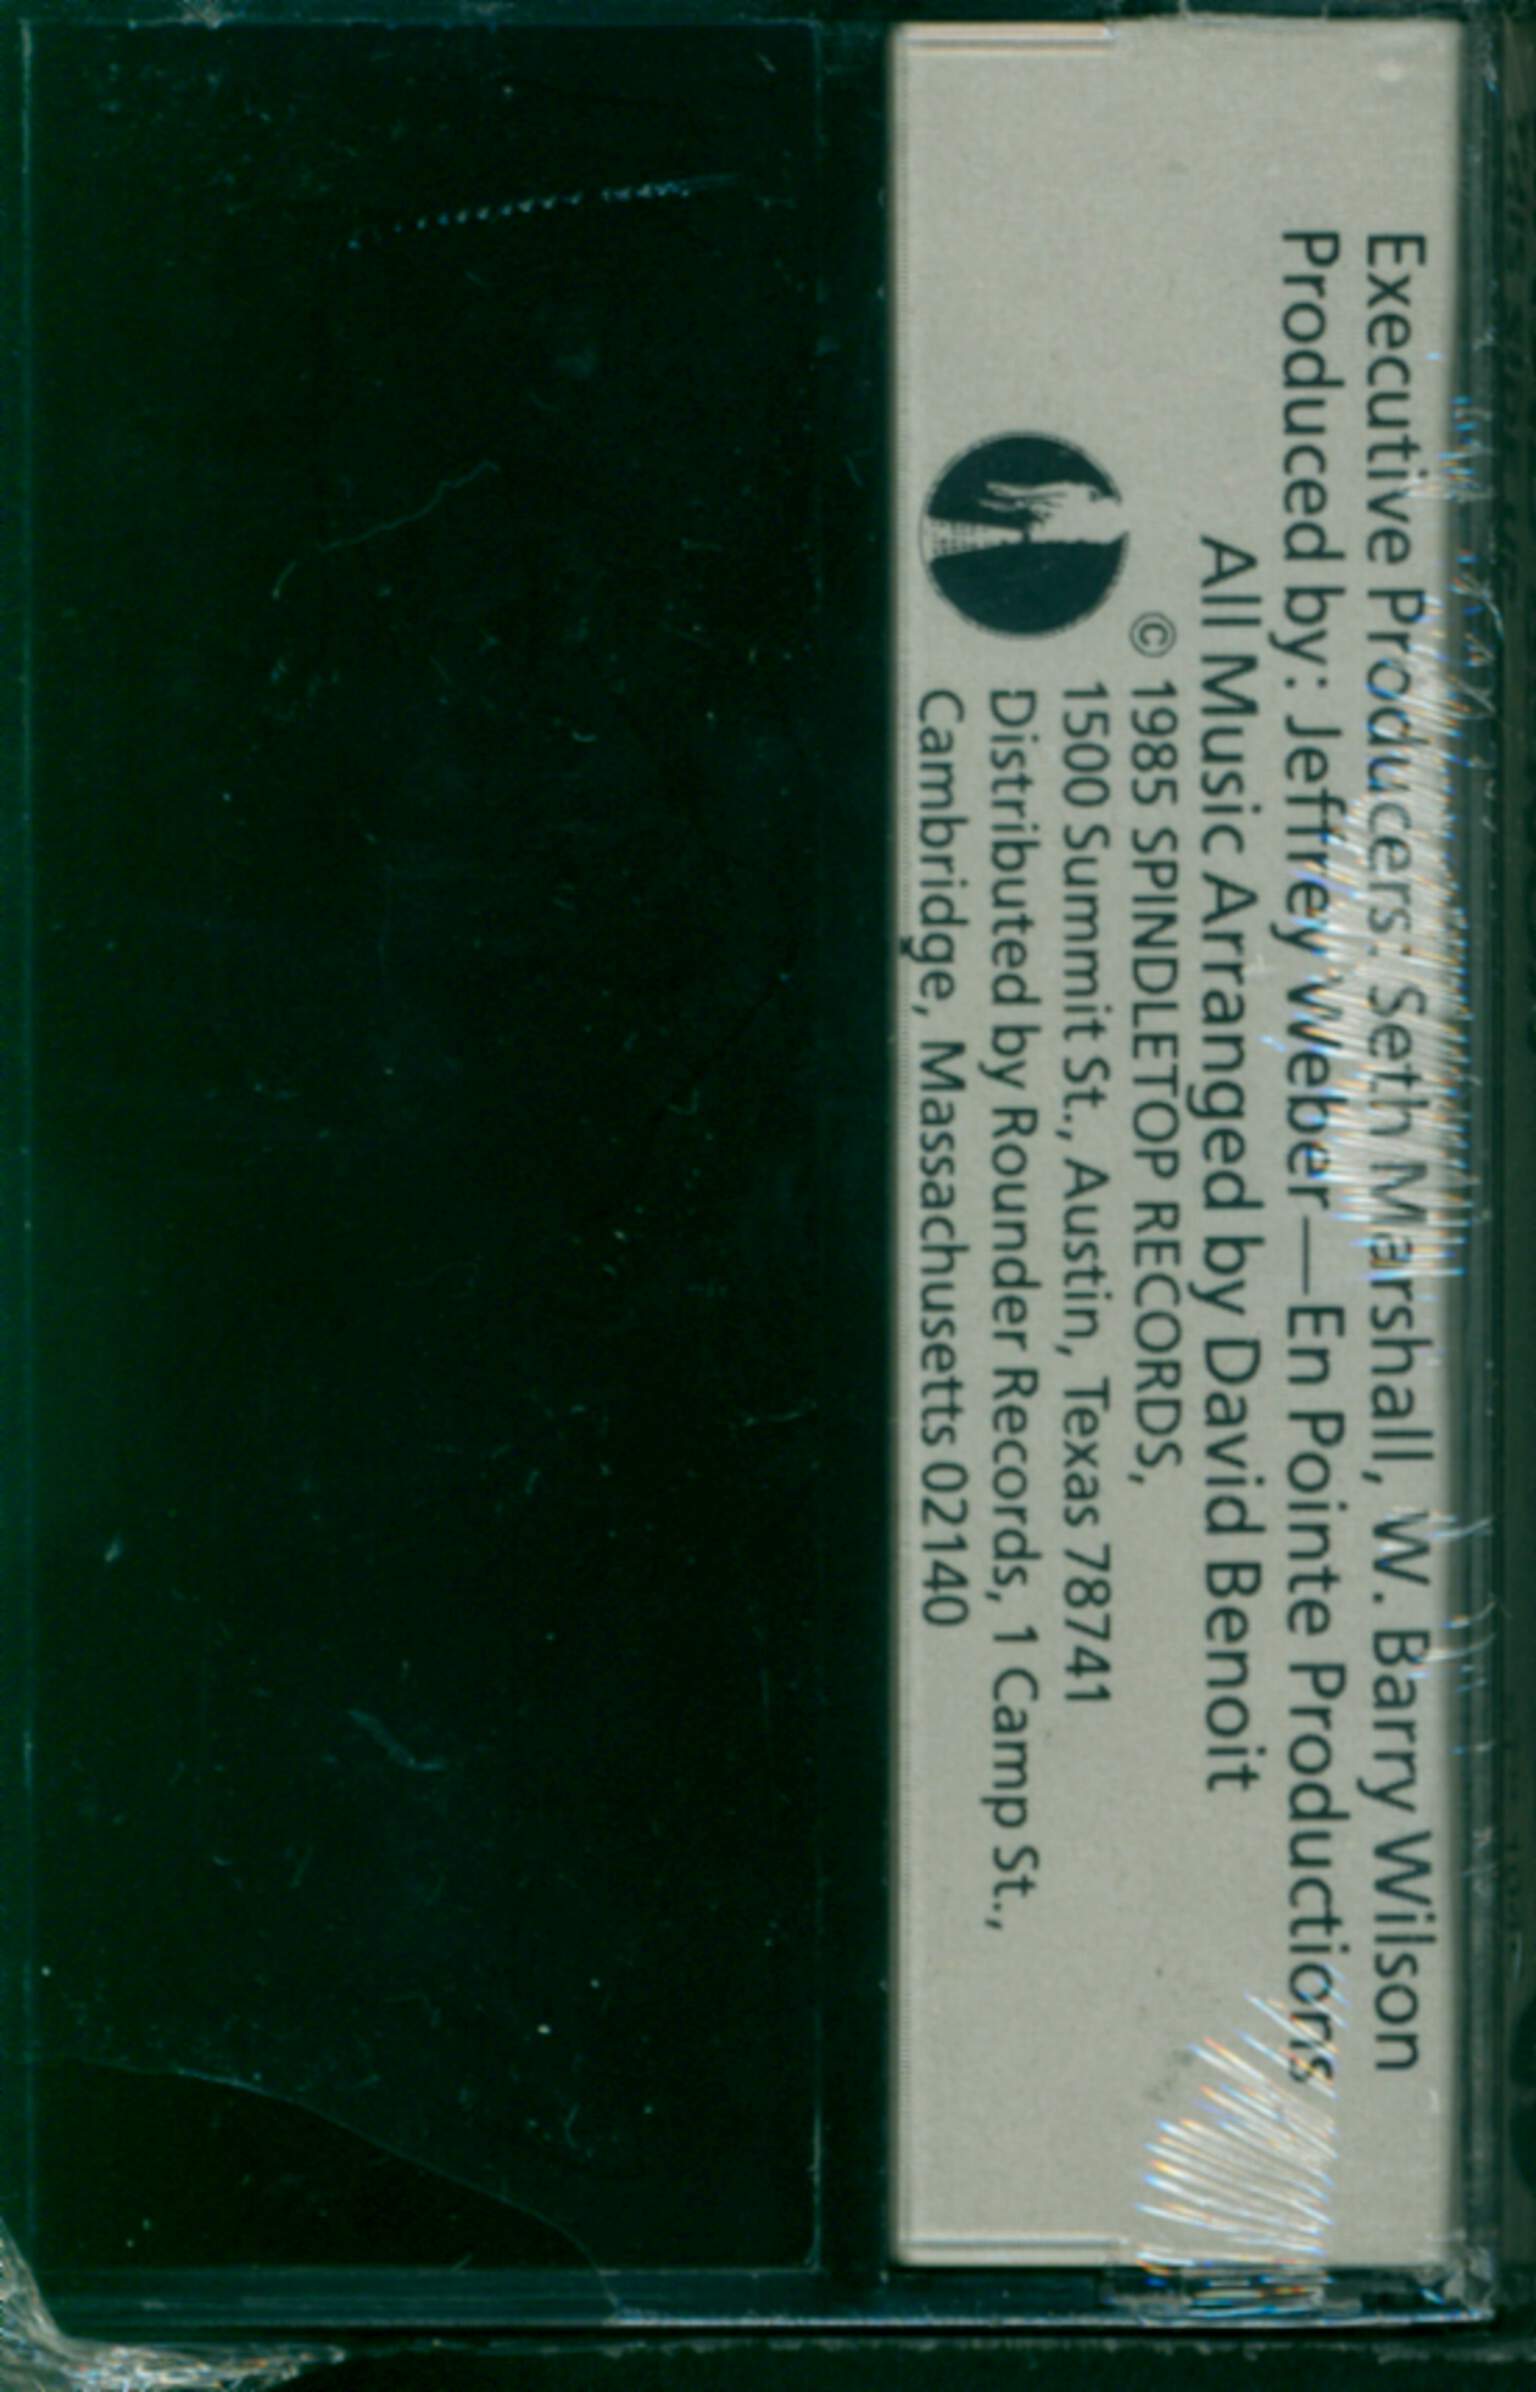 Executive Producers: Seth Marshall, W. Barry Wilson
Produced by: Jeffrey Weber—En Pointe Productions
All Music Arranged by David Benoit
© 1985 SPINDLETOP RECORDS,
1500 Summit St., Austin, Texas 78741
Distributed by Rounder Records, 1 Camp St.,
Cambridge, Massachusetts 02140